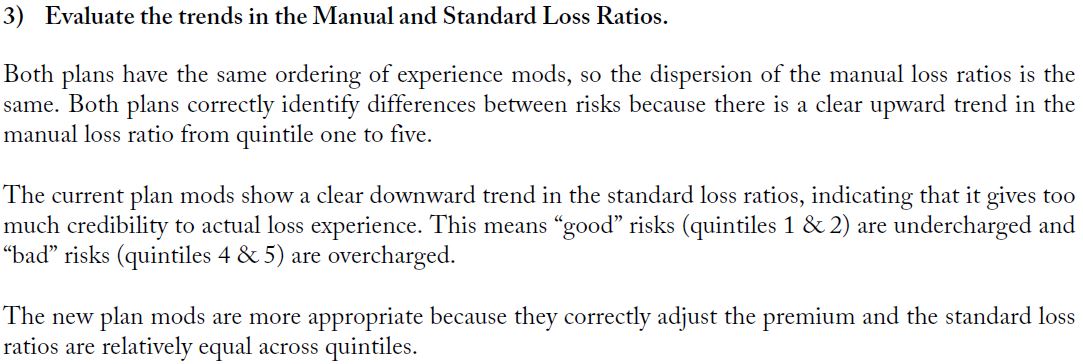 3) Evaluate the trends in the Manual and Standard Loss Ratios.
Both plans have the same ordering of experience mods, so the dispersion of the manual loss ratios is the
same. Both plans correctly identify differences between risks because there is a clear upward trend in the
manual loss ratio from quintile one to five.
The current plan mods show a clear downward trend in the standard loss ratios, indicating that it gives too
much credibility to actual loss experience. This means “good” risks (quintiles 1 & 2) are undercharged and
“bad” risks (quintiles 4 & 5) are overcharged.
The new plan mods are more appropriate because they correctly adjust the premium and the standard loss
ratios are relatively equal across quintiles.